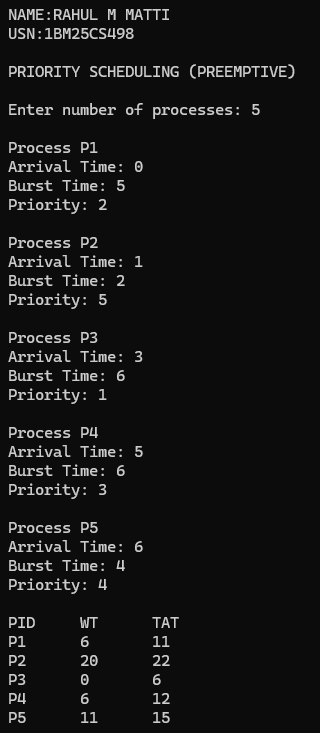 NAME:RAHUL M MATTI
USN:1BM25CS498
PRIORITY SCHEDULING (PREEMPTIVE)
Enter number of processes: 5
Process P1
Arrival Time: 0
Burst Time: 5
Priority: 2
Process P2
Arrival Time: 1
Burst Time: 2
Priority: 5
Process P3
Arrival Time: 3
Burst Time: 6
Priority: 1
Process P4
Arrival Time: 5
Burst Time: 6
Priority: 3
Process P5
Arrival Time: 6
Burst Time: 4
Priority: 4
PID WT TAT
P1 6 11
P2 20 22
P3 0 6
P4 6 12
P5 11 15